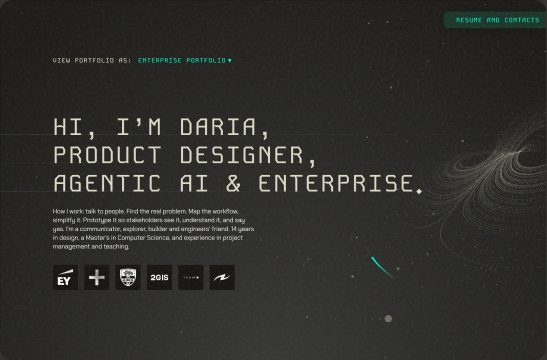 RESUME AND CONTACTS
VIEW PORTFOLIO AS: ENTERPRISE PORTFOLIO▼
HI, I'M DARIA,
PRODUCT DESIGNER,
AGENTIC AI & ENTERPRISE.
How I work: talk to people. Find the real problem. Map the workflow,
simplify it. Prototype it so stakeholders see it, understand it, and say
yes. I'm a communicator, explorer, builder and engineers' friend. 14 years
in design, a Master's in Computer Science, and experience in project
management and teaching.
EY
2GIS